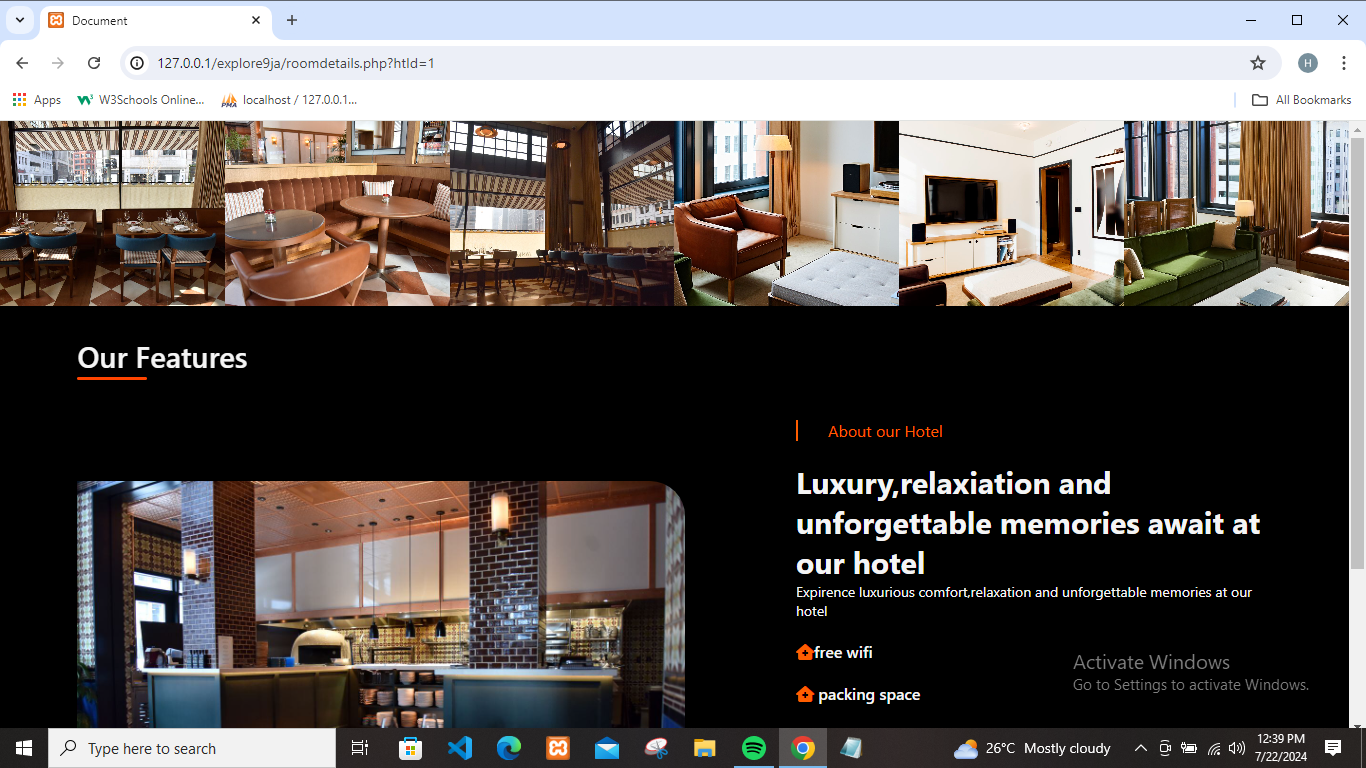 Document
127.0.0.1/explore9ja/roomdetails.php?htId=1
H
Apps
W3Schools Online...
PMA
localhost / 127.0.0.1...
All Bookmarks
Our Features
About our Hotel
Luxury,relaxiation and
unforgettable memories await at
our hotel
Expirence luxurious comfort,relaxation and unforgettable memories at our
hotel
free wifi
packing space
Activate Windows
Go to Settings to activate Windows.
Type here to search
26°C Mostly cloudy
12:39 PM
7/22/2024